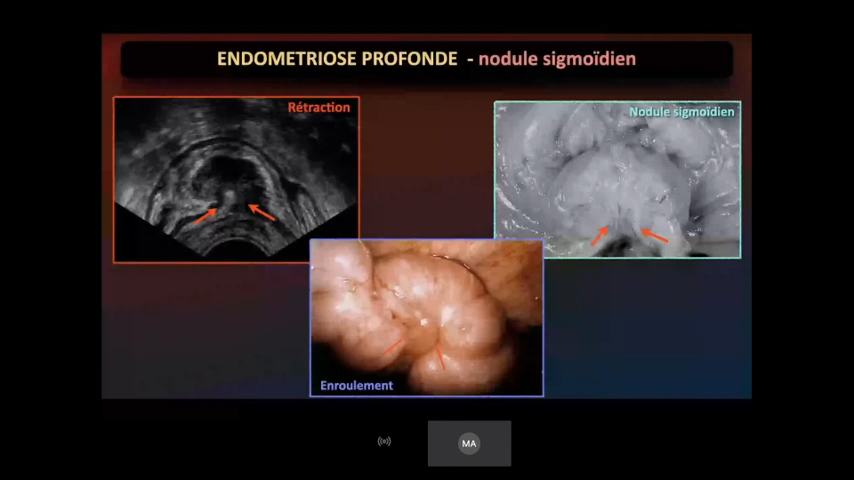 ENDOMETRIOSE PROFONDE - nodule sigmoïdien
Rétraction
Nodule sigmoïdien
Enroulement
MA